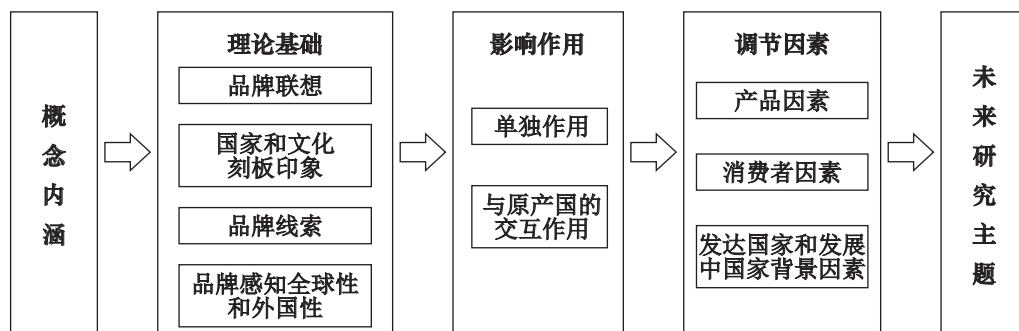 概念内涵
理论基础
品牌联想
国家和文化
刻板印象
品牌线索
品牌感知全球性
和外国性
影响作用
单独作用
与原产国的
交互作用
调节因素
产品因素
消费者因素
发达国家和发展
中国家背景因素
未来研究主题